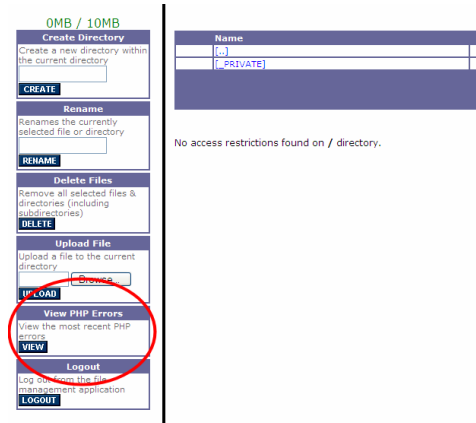 0MB / 10MB
Create Directory
Create a new directory within
the current directory
CREATE
Rename
Renames the currently
selected file or directory
RENAME
Delete Files
Remove all selected files &
directories (including
subdirectories)
DELETE
Upload File
Upload a file to the current
directory
Browse...
UPLOAD
View PHP Errors
View the most recent PHP
errors
VIEW
Logout
Log out from the file
management application
LOGOUT
Name
[..]
[_PRIVATE]
No access restrictions found on / directory.